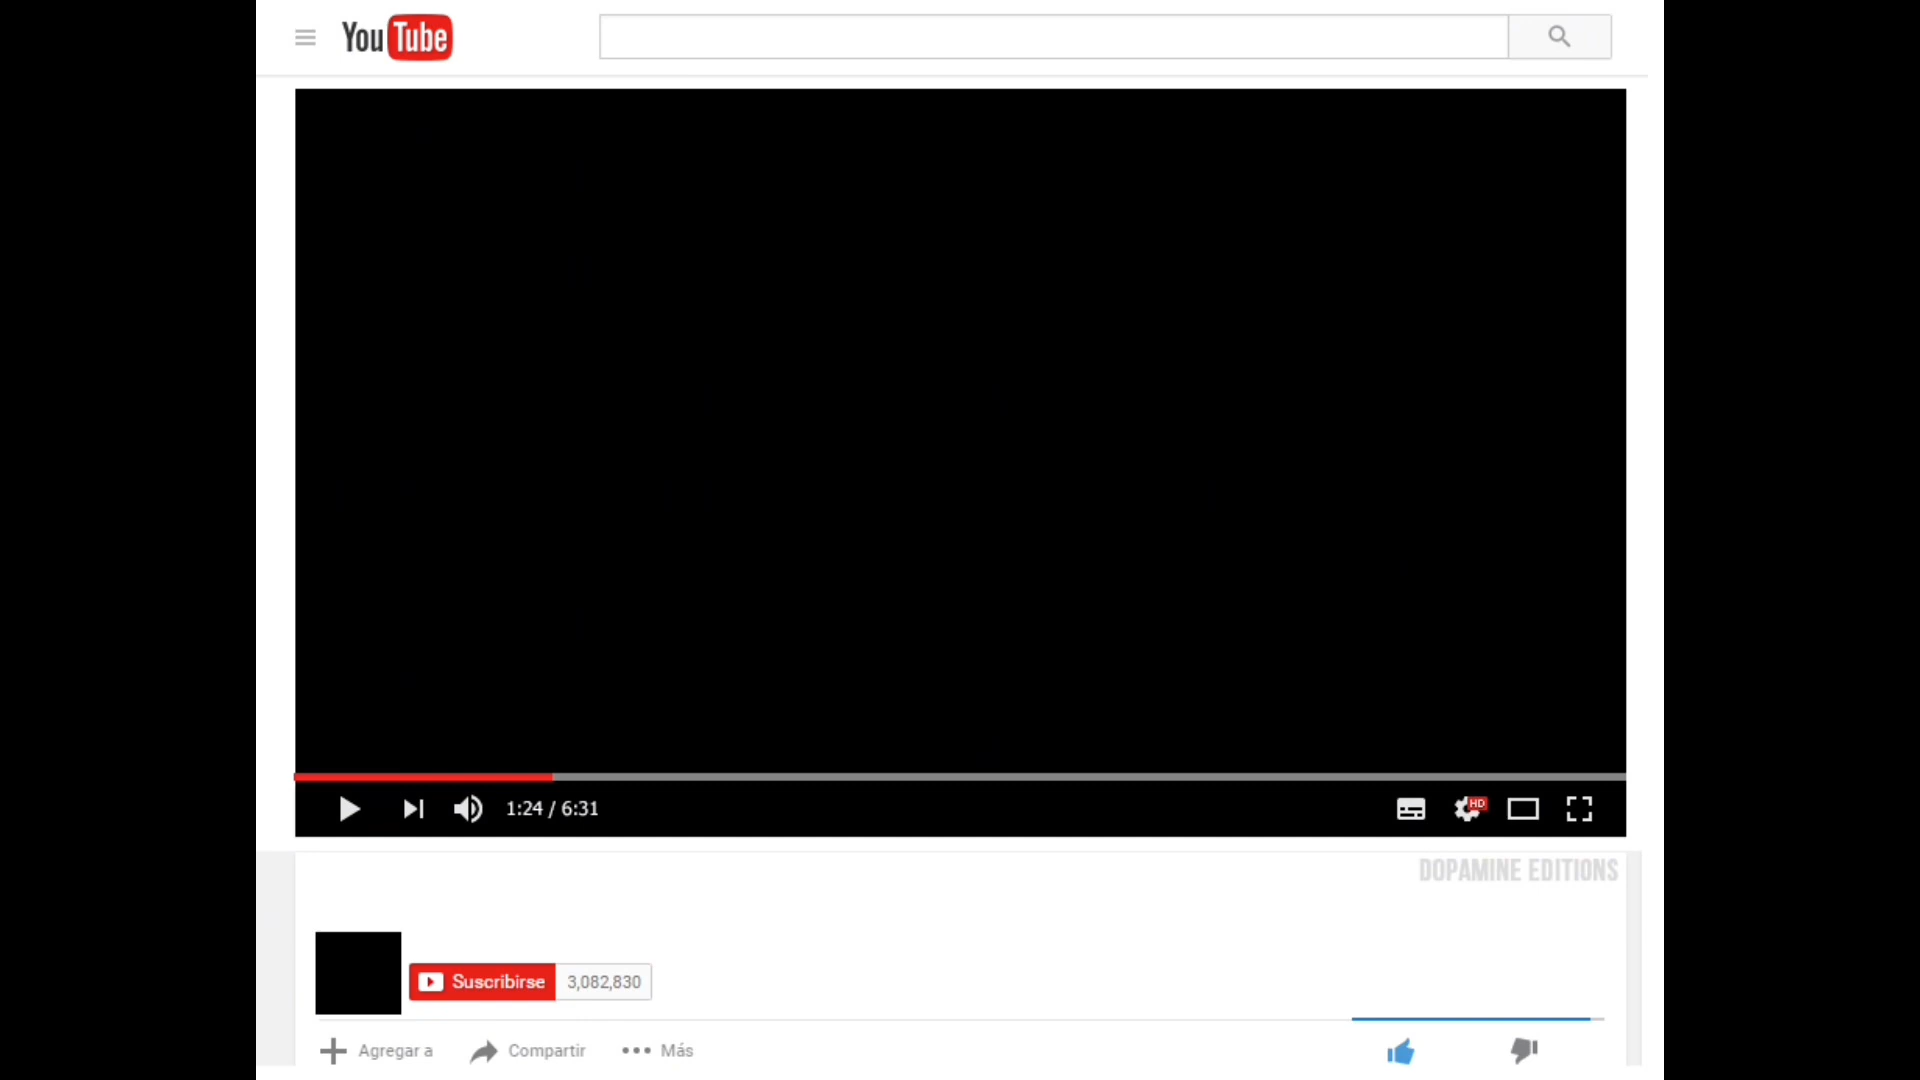 YouTube
1:24 / 6:31
HD
DOPAMINE EDITIONS
Suscribirse 3,082,830
Agregar a Compartir Más